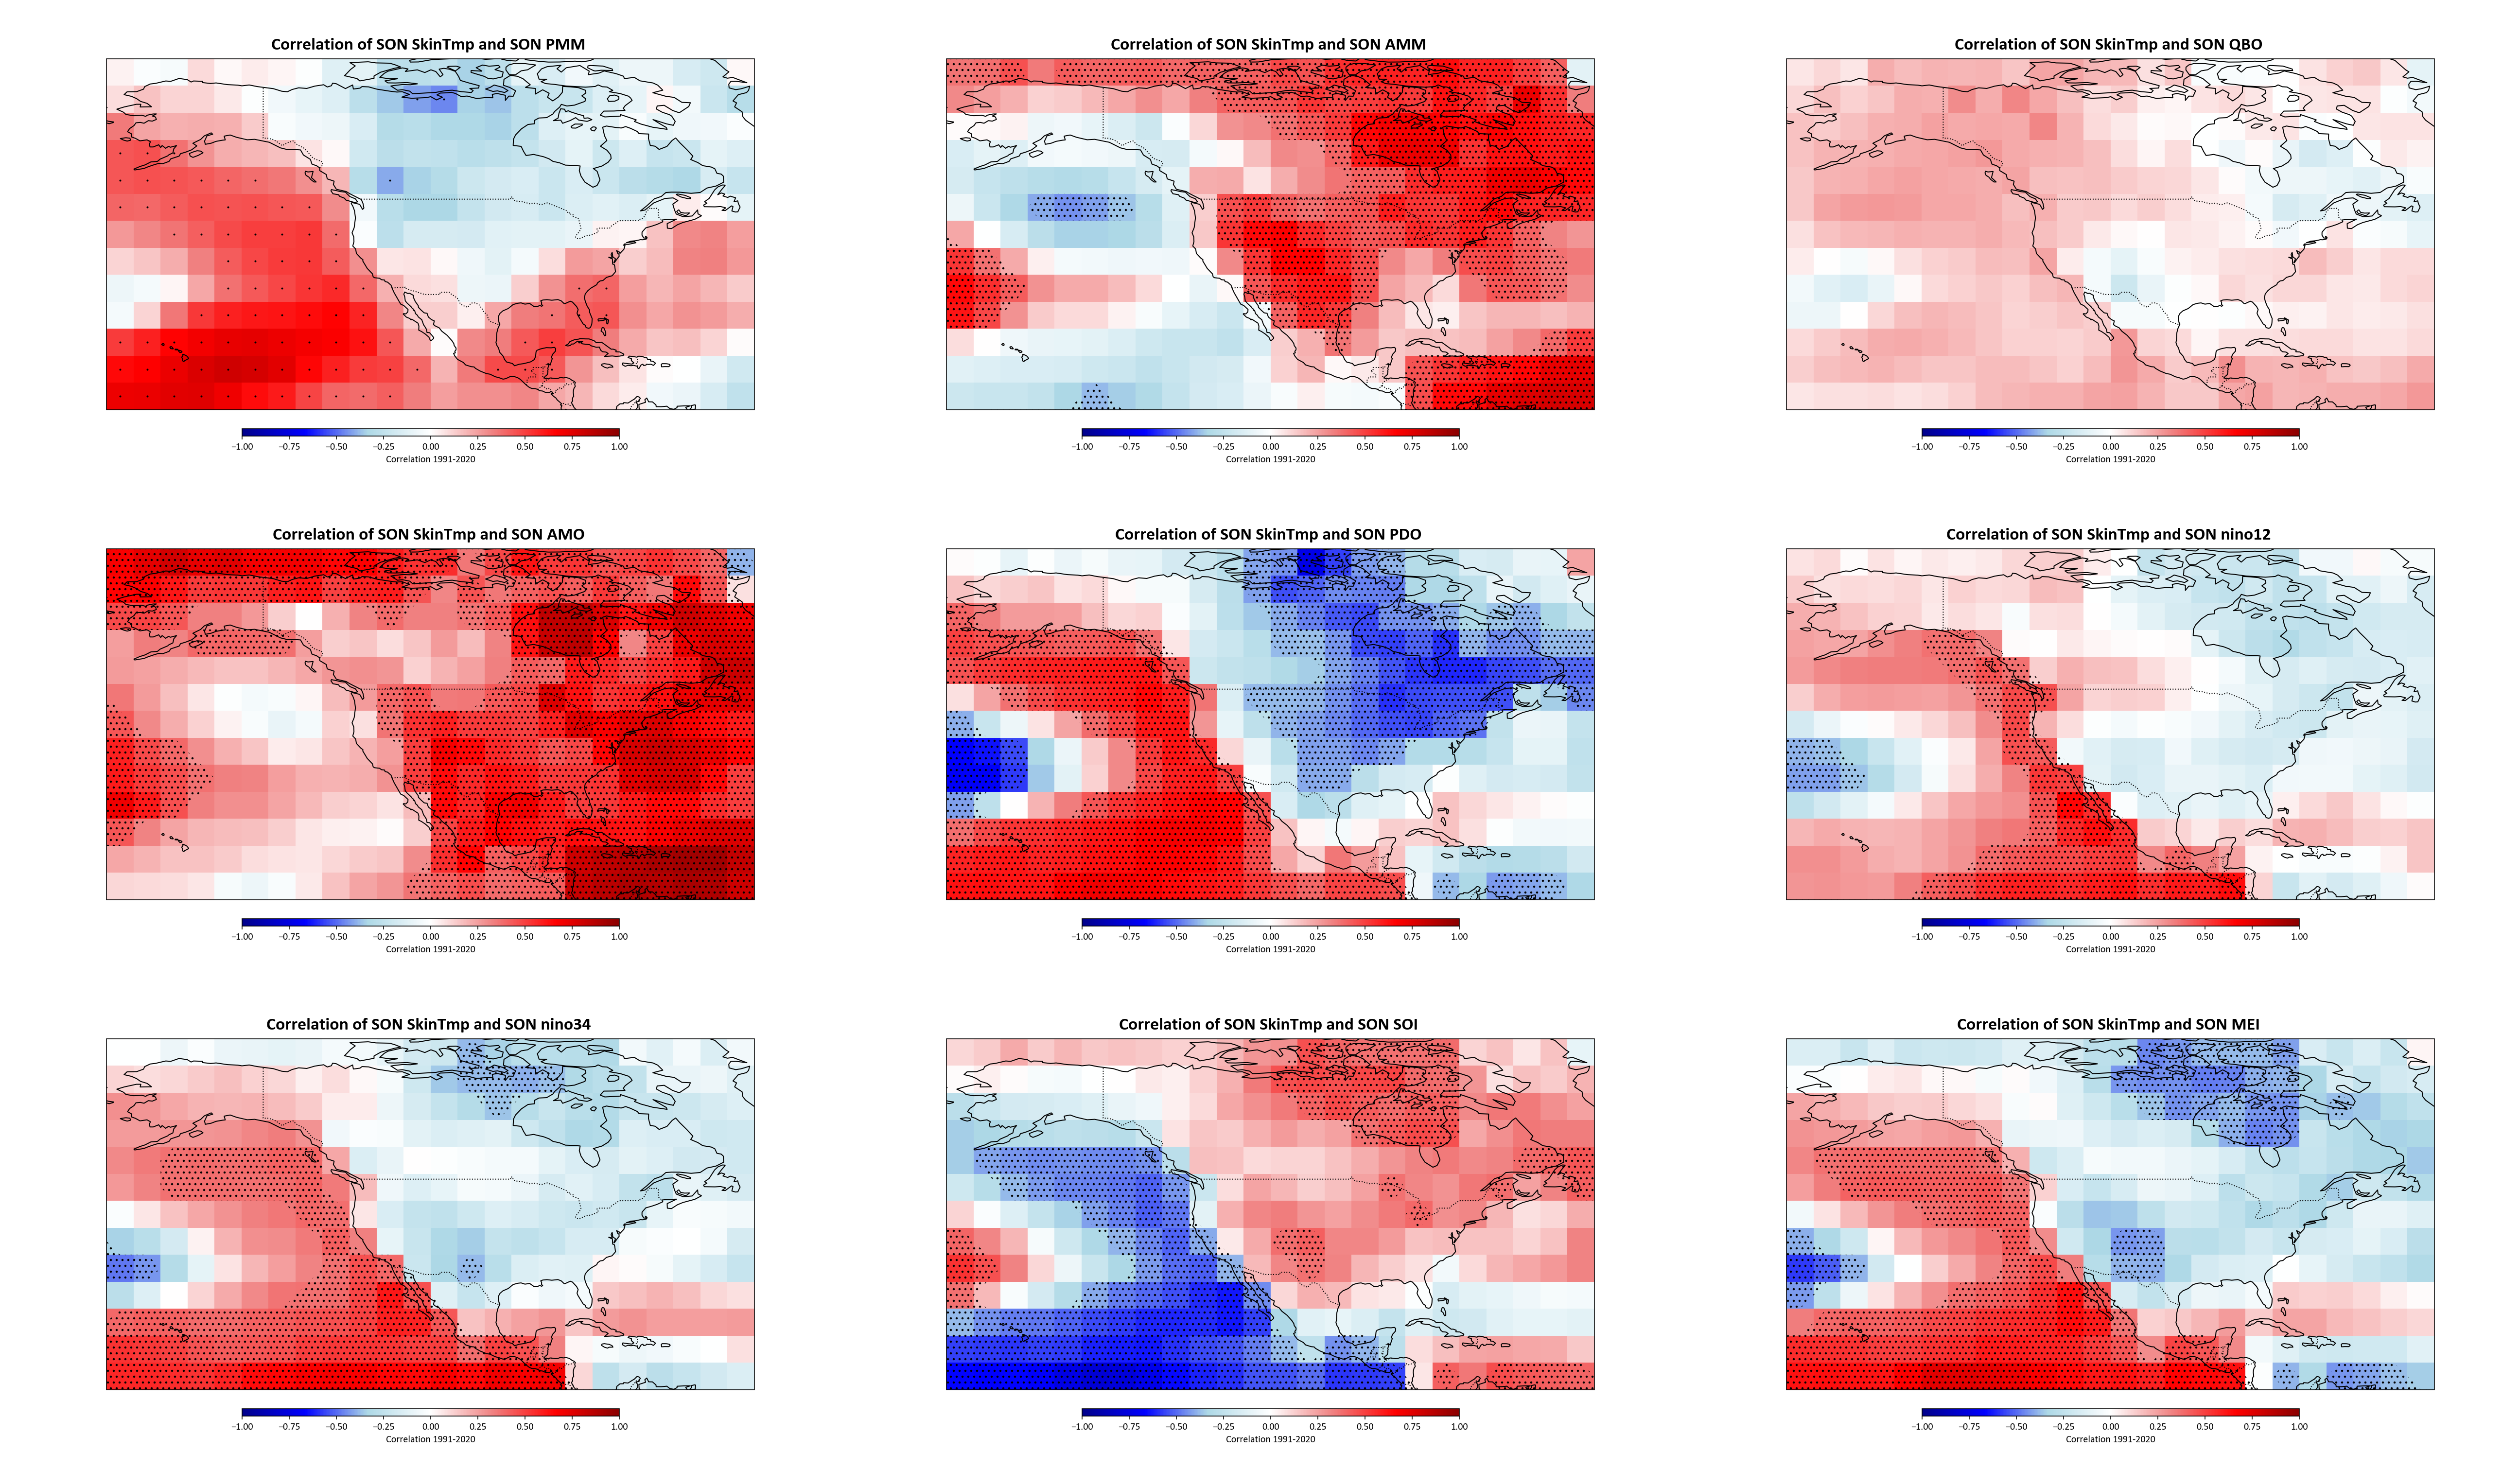 Correlation of SON SkinTmp and SON PMM
Correlation of SON SkinTmp and SON AMM
Correlation of SON SkinTmp and SON QBO
−1.00 −0.75 −0.50 −0.25 0.00 0.25 0.50 0.75 1.00
Correlation 1991-2020
−1.00 −0.75 −0.50 −0.25 0.00 0.25 0.50 0.75 1.00
Correlation 1991-2020
−1.00 −0.75 −0.50 −0.25 0.00 0.25 0.50 0.75 1.00
Correlation 1991-2020
Correlation of SON SkinTmp and SON AMO
Correlation of SON SkinTmp and SON PDO
Correlation of SON SkinTmp and SON nino12
−1.00 −0.75 −0.50 −0.25 0.00 0.25 0.50 0.75 1.00
Correlation 1991-2020
−1.00 −0.75 −0.50 −0.25 0.00 0.25 0.50 0.75 1.00
Correlation 1991-2020
−1.00 −0.75 −0.50 −0.25 0.00 0.25 0.50 0.75 1.00
Correlation 1991-2020
Correlation of SON SkinTmp and SON nino34
Correlation of SON SkinTmp and SON SOI
Correlation of SON SkinTmp and SON MEI
−1.00 −0.75 −0.50 −0.25 0.00 0.25 0.50 0.75 1.00
Correlation 1991-2020
−1.00 −0.75 −0.50 −0.25 0.00 0.25 0.50 0.75 1.00
Correlation 1991-2020
−1.00 −0.75 −0.50 −0.25 0.00 0.25 0.50 0.75 1.00
Correlation 1991-2020